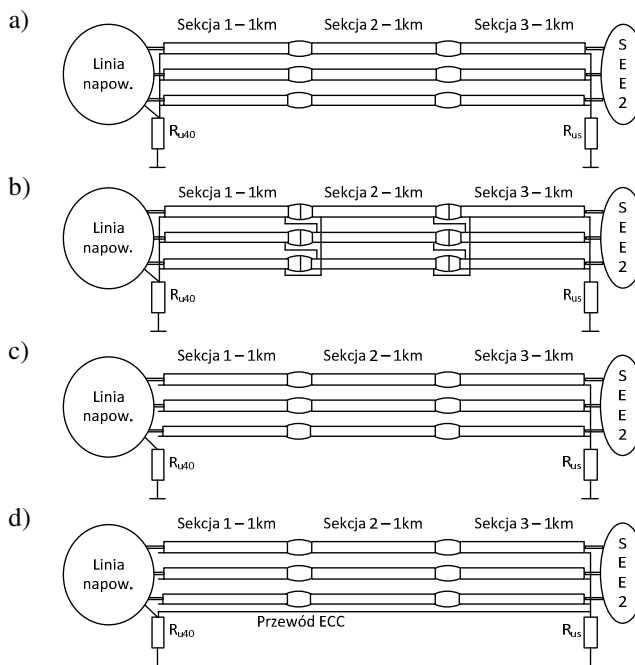 a)
Sekcja 1 – 1km Sekcja 2 – 1km Sekcja 3 – 1km
Linia
napow.
S
E
E
2
Ru40
Rus
b)
Sekcja 1 – 1km Sekcja 2 – 1km Sekcja 3 – 1km
Linia
napow.
S
E
E
2
Ru40
Rus
c)
Sekcja 1 – 1km Sekcja 2 – 1km Sekcja 3 – 1km
Linia
napow.
S
E
E
2
Ru40
Rus
d)
Sekcja 1 – 1km Sekcja 2 – 1km Sekcja 3 – 1km
Linia
napow.
S
E
E
2
Przewód ECC
Ru40
Rus